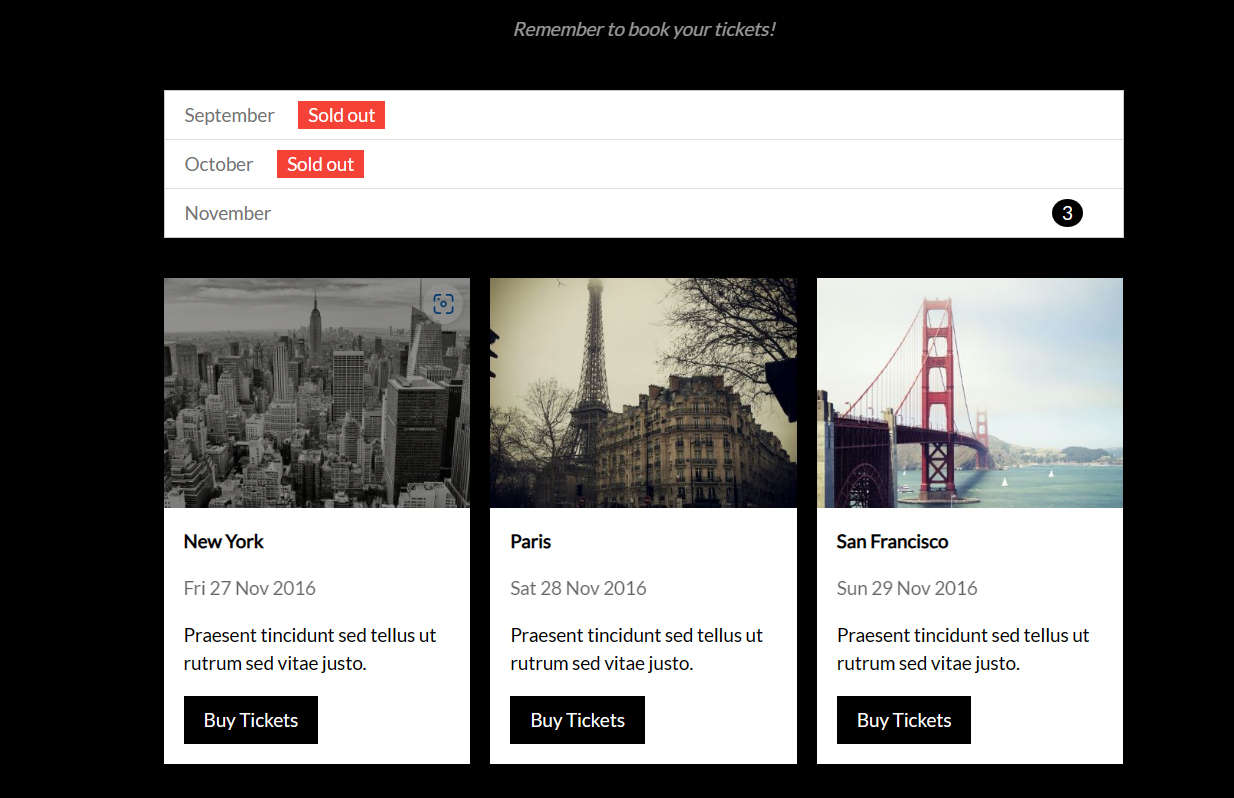 Remember to book your tickets!
September Sold out
October Sold out
November 3
New York
Fri 27 Nov 2016
Praesent tincidunt sed tellus ut
rutrum sed vitae justo.
Buy Tickets
Paris
Sat 28 Nov 2016
Praesent tincidunt sed tellus ut
rutrum sed vitae justo.
Buy Tickets
San Francisco
Sun 29 Nov 2016
Praesent tincidunt sed tellus ut
rutrum sed vitae justo.
Buy Tickets